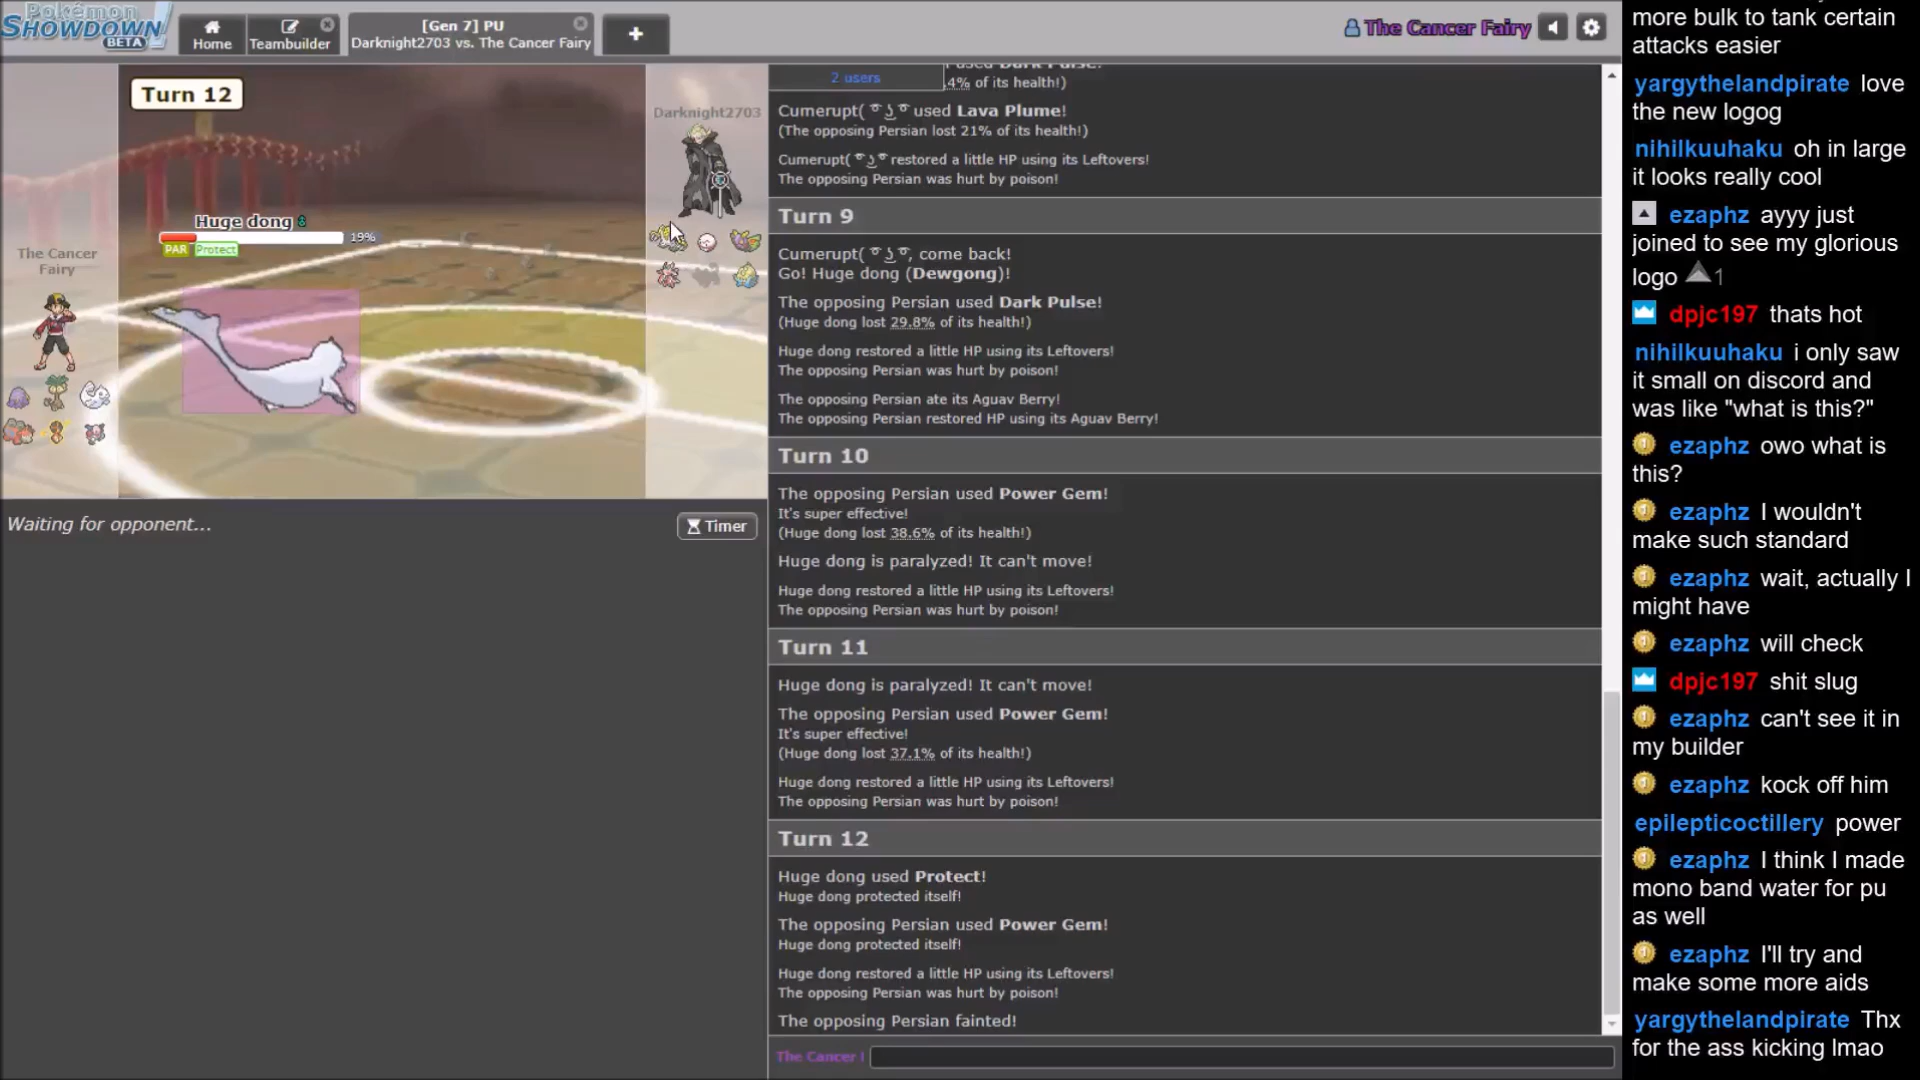 Pokémon
SHOWDOWN
BETA
Home
Teambuilder
[Gen 7] PU
Darknight2703 vs. The Cancer Fairy
+
The Cancer Fairy
Turn 12
Huge dong
19%
PAR Protect
The Cancer
Fairy
Darknight2703
Waiting for opponent...
Timer
2 users
used Dark Pulse!
.4% of its health!)
Cumerupt( ͡° ͜ʖ ͡° used Lava Plume!
(The opposing Persian lost 21% of its health!)
Cumerupt( ͡° ͜ʖ ͡° restored a little HP using its Leftovers!
The opposing Persian was hurt by poison!
Turn 9
Cumerupt( ͡° ͜ʖ ͡°, come back!
Go! Huge dong (Dewgong)!
The opposing Persian used Dark Pulse!
(Huge dong lost 29.8% of its health!)
Huge dong restored a little HP using its Leftovers!
The opposing Persian was hurt by poison!
The opposing Persian ate its Aguav Berry!
The opposing Persian restored HP using its Aguav Berry!
Turn 10
The opposing Persian used Power Gem!
It's super effective!
(Huge dong lost 38.6% of its health!)
Huge dong is paralyzed! It can't move!
Huge dong restored a little HP using its Leftovers!
The opposing Persian was hurt by poison!
Turn 11
Huge dong is paralyzed! It can't move!
The opposing Persian used Power Gem!
It's super effective!
(Huge dong lost 37.1% of its health!)
Huge dong restored a little HP using its Leftovers!
The opposing Persian was hurt by poison!
Turn 12
Huge dong used Protect!
Huge dong protected itself!
The opposing Persian used Power Gem!
Huge dong protected itself!
Huge dong restored a little HP using its Leftovers!
The opposing Persian was hurt by poison!
The opposing Persian fainted!
The Cancer
more bulk to tank certain
attacks easier
yargythelandpirate love
the new logog
nihilkuuhaku oh in large
it looks really cool
ezaphz ayyy just
joined to see my glorious
logo 1
dpjc197 thats hot
nihilkuuhaku i only saw
it small on discord and
was like "what is this?"
ezaphz owo what is
this?
ezaphz I wouldn't
make such standard
ezaphz wait, actually I
might have
ezaphz will check
dpjc197 shit slug
ezaphz can't see it in
my builder
ezaphz kock off him
epilepticoctillery power
ezaphz I think I made
mono band water for pu
as well
ezaphz I'll try and
make some more aids
yargythelandpirate Thx
for the ass kicking lmao